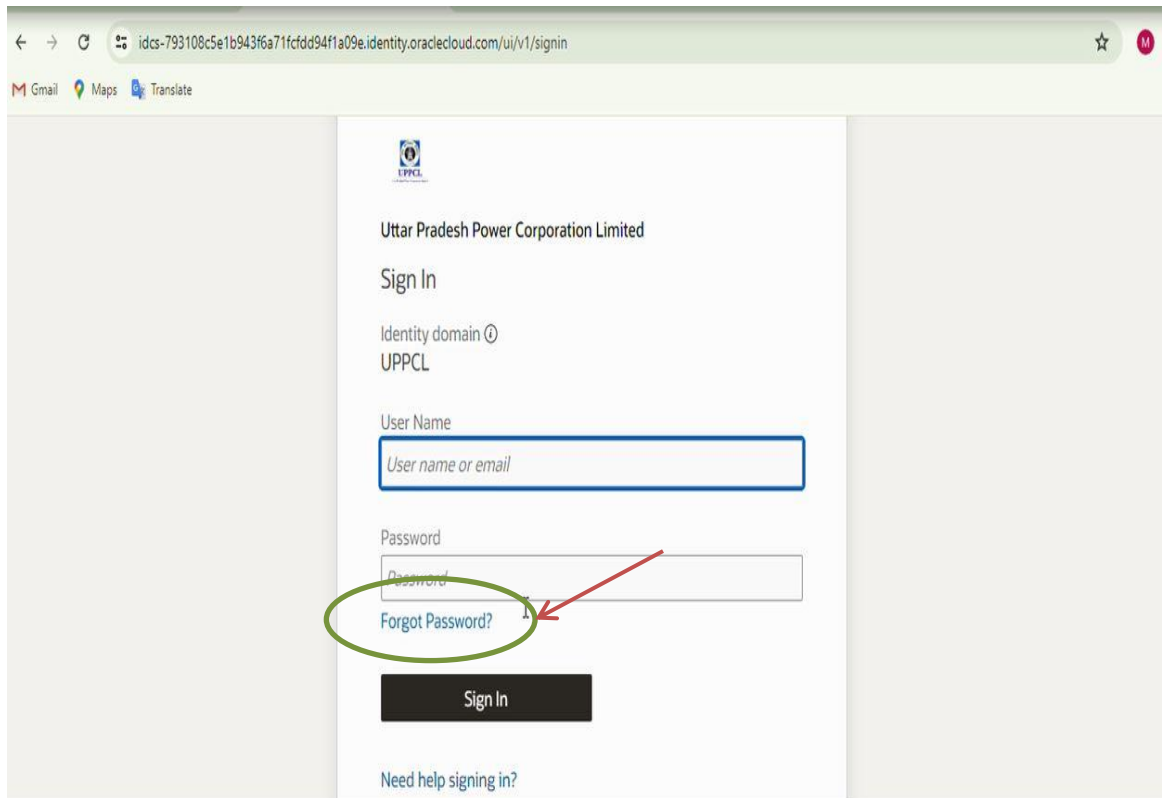 idcs-793108c5e1b943f6a71fcfdd94f1a09e.identity.oraclecloud.com/ui/v1/signin
M
Gmail Maps Translate
UPPCL
Uttar Pradesh Power Corporation Limited
Sign In
Identity domain
UPPCL
User Name
User name or email
Password
Password
Forgot Password?
Sign In
Need help signing in?